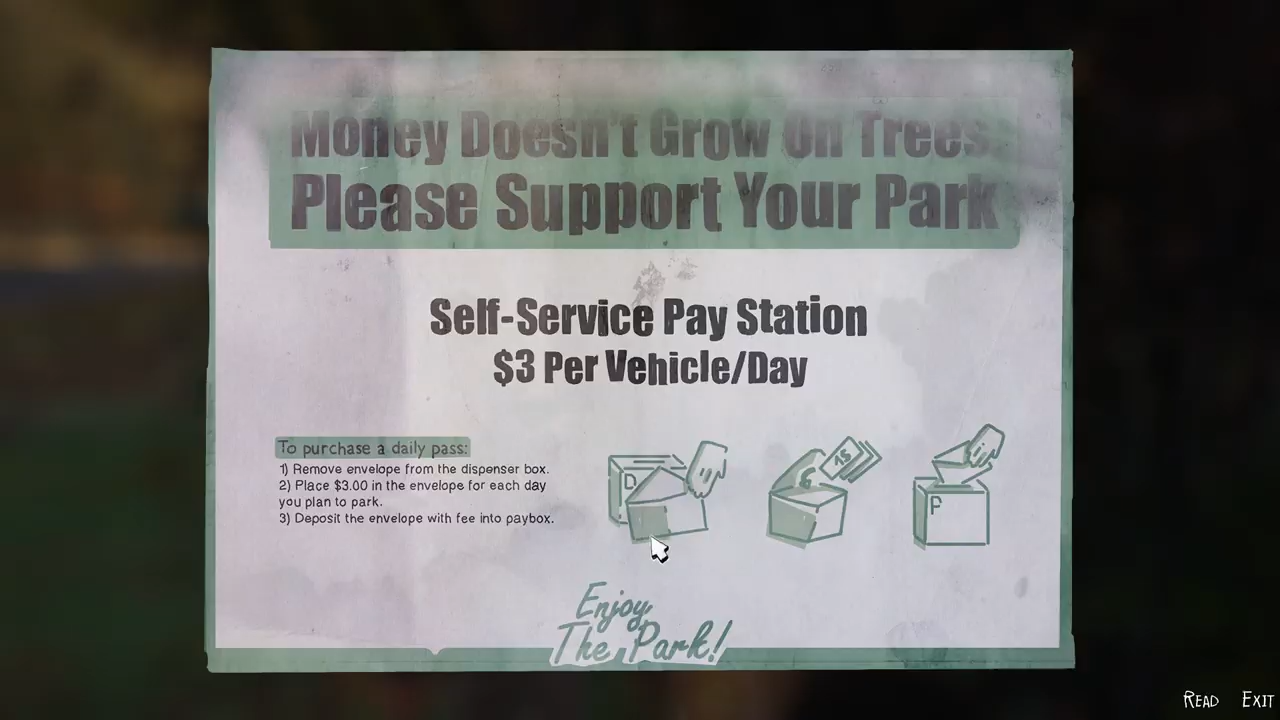 Money Doesn't Grow On Trees
Please Support Your Park
Self-Service Pay Station
$3 Per Vehicle/Day
To purchase a daily pass:
1) Remove envelope from the dispenser box.
2) Place $3.00 in the envelope for each day
you plan to park.
3) Deposit the envelope with fee into paybox.
D
15
P
Enjoy
The Park!
READ EXIT